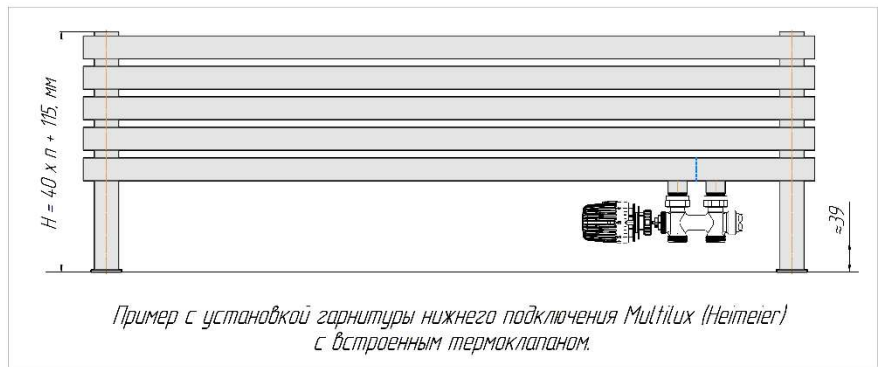 H = 40 x n + 115, мм
≈39
Пример с установкой гарнитуры нижнего подключения Multilux (Heimeier)
с встроенным термоклапаном.